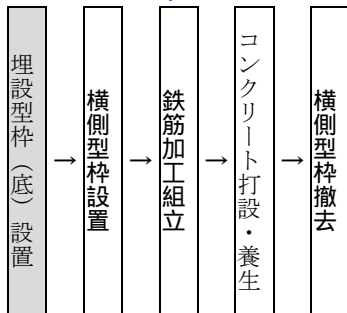 埋設型枠（底）設置
→
横側型枠設置
→
鉄筋加工組立
→
コンクリート打設・養生
→
横側型枠撤去